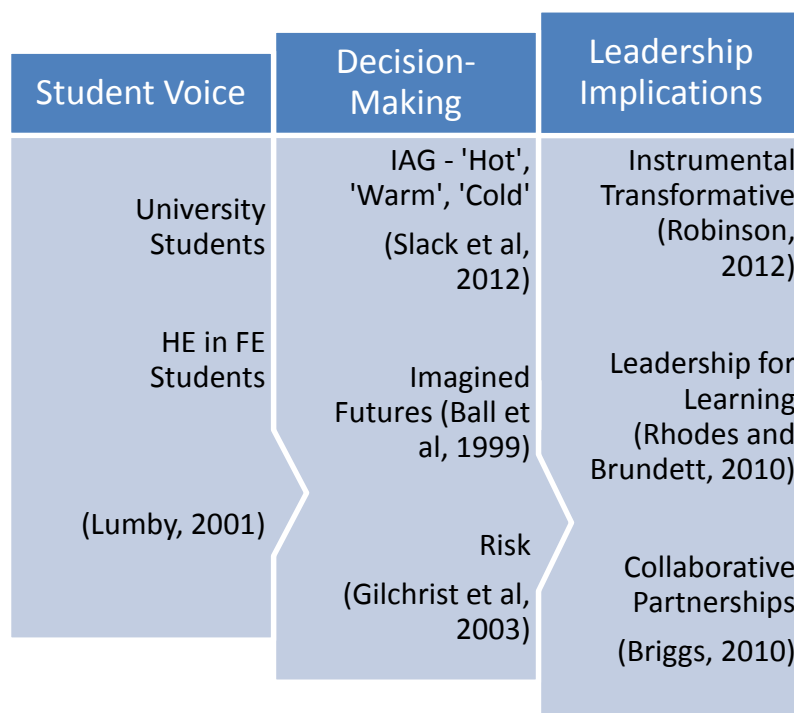 Student Voice
University
Students
HE in FE
Students
(Lumby, 2001)
Decision-
Making
IAG - 'Hot',
'Warm', 'Cold'
(Slack et al,
2012)
Imagined
Futures (Ball et
al, 1999)
Risk
(Gilchrist et al,
2003)
Leadership
Implications
Instrumental
Transformative
(Robinson,
2012)
Leadership for
Learning
(Rhodes and
Brundett, 2010)
Collaborative
Partnerships
(Briggs, 2010)